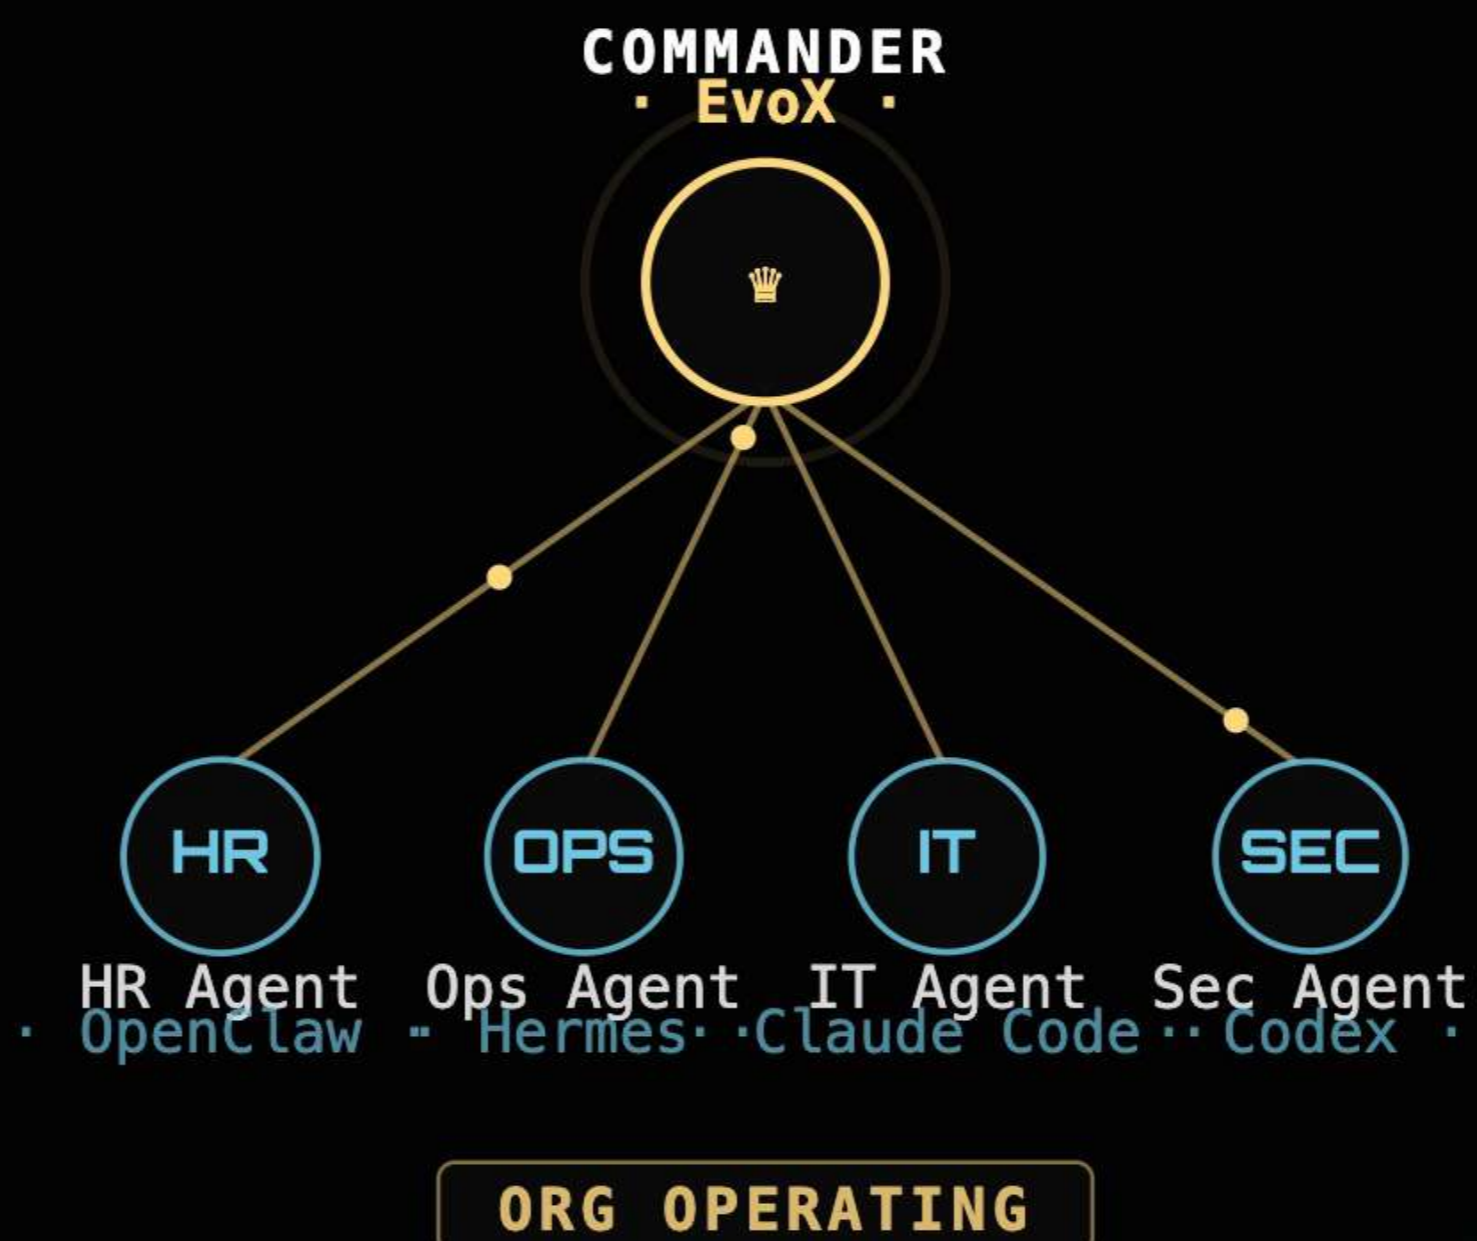 COMMANDER
· EvoX ·
♛
HR
OPS
IT
SEC
HR Agent
Ops Agent
IT Agent
Sec Agent
· OpenClaw ·
· Hermes ·
· Claude Code ·
· Codex ·
ORG OPERATING